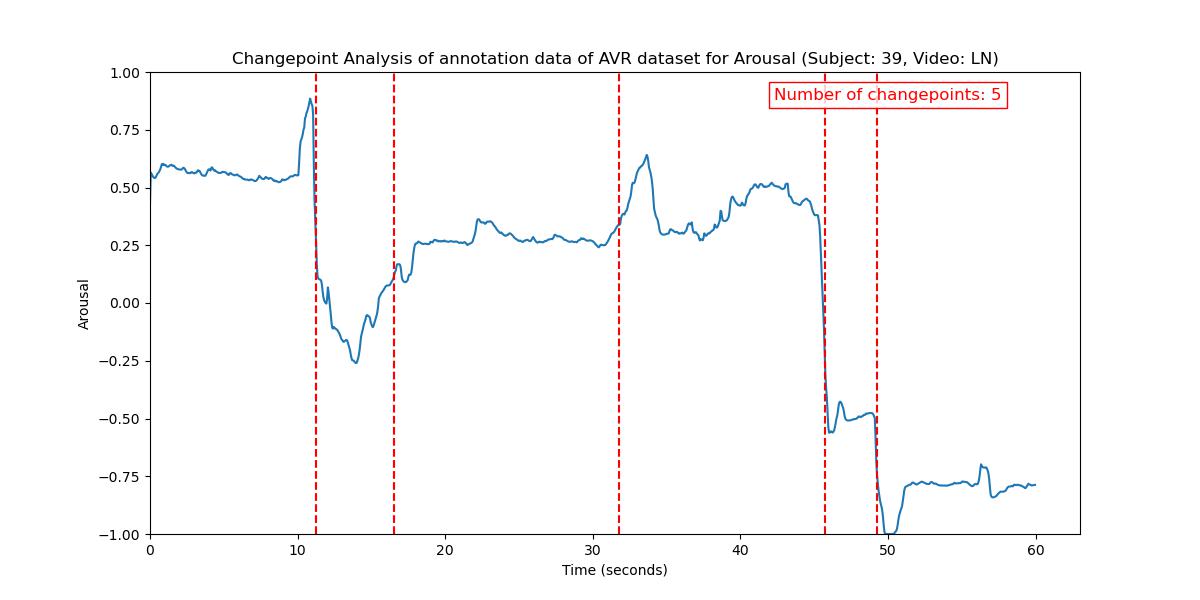 Changepoint Analysis of annotation data of AVR dataset for Arousal (Subject: 39, Video: LN)
Number of changepoints: 5
1.00
0.75
0.50
0.25
0.00
−0.25
−0.50
−0.75
−1.00
Arousal
0 10 20 30 40 50 60
Time (seconds)